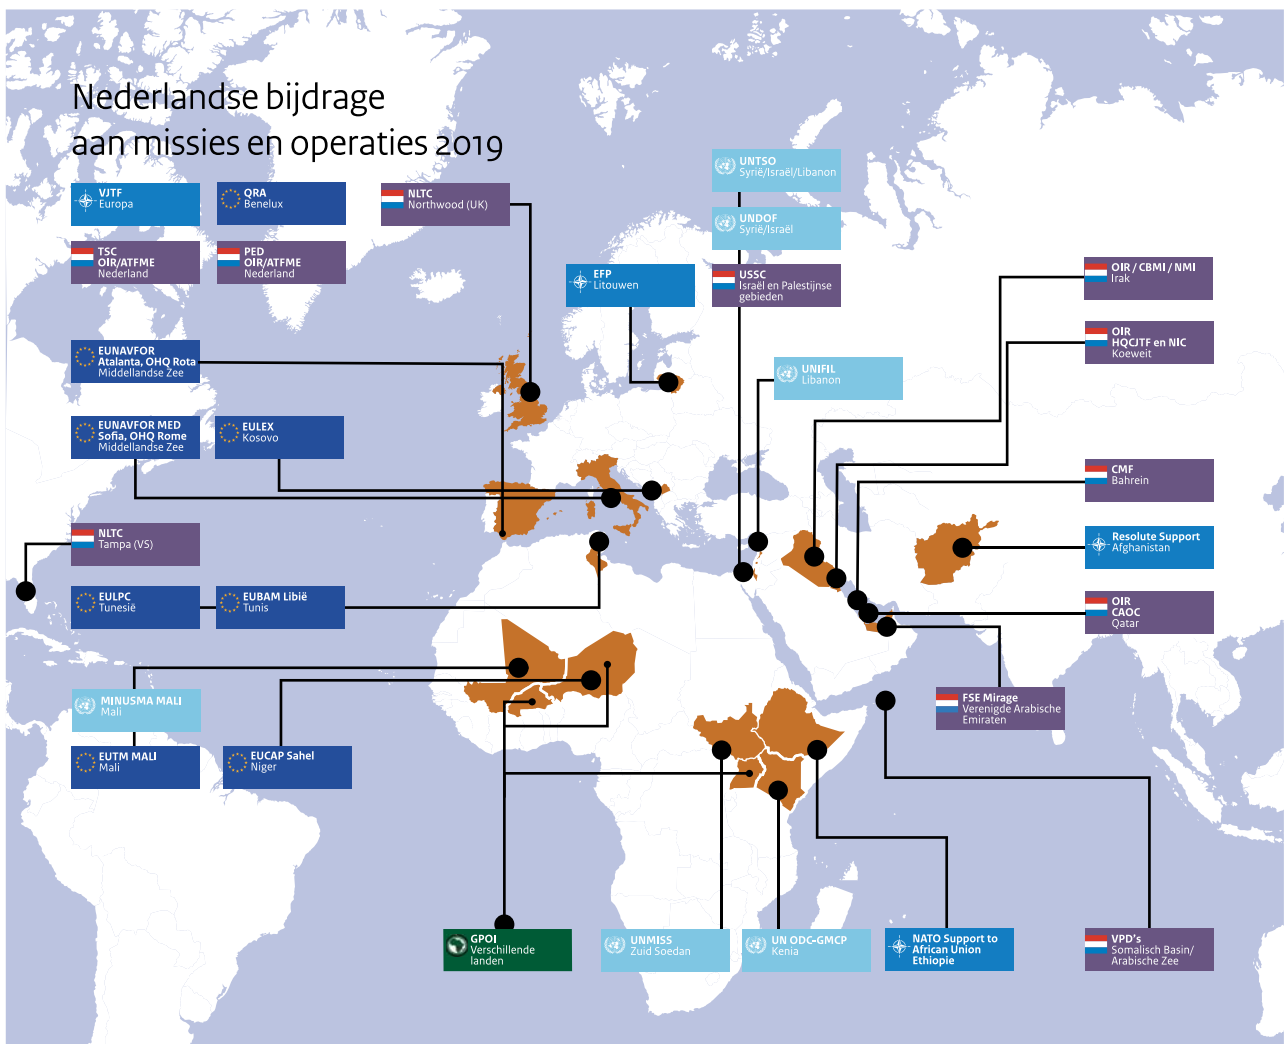 Nederlandse bijdrage
aan missies en operaties 2019
VJTF
Europa
QRA
Benelux
NLTC
Northwood (UK)
TSC
OIR/ATFME
Nederland
PED
OIR/ATFME
Nederland
EUNAVFOR
Atalanta, OHQ Rota
Middellandse Zee
EUNAVFOR MED
Sofia, OHQ Rome
Middellandse Zee
EULEX
Kosovo
NLTC
Tampa (VS)
EULPC
Tunesië
EUBAM Libië
Tunis
MINUSMA MALI
Mali
EUTM MALI
Mali
EUCAP Sahel
Niger
EFP
Litouwen
UNTSO
Syrië/Israël/Libanon
UNDOF
Syrië/Israël
USSC
Israël en Palestijnse
gebieden
UNIFIL
Libanon
OIR / CBMI / NMI
Irak
OIR
HQCJTF en NIC
Koeweit
CMF
Bahrein
Resolute Support
Afghanistan
OIR
CAOC
Qatar
FSE Mirage
Verenigde Arabische
Emiraten
GPOI
Verschillende
landen
UNMISS
Zuid Soedan
UN ODC-GMCP
Kenia
NATO Support to
African Union
Ethiopie
VPD's
Somalisch Basin/
Arabische Zee